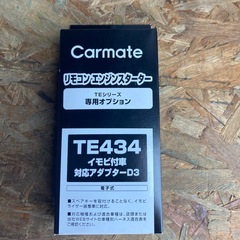 Carmate
リモコンエンジンスターター
TEシリーズ
専用オプション
TE434
イモビ付車
対応アダプターD3
電子式